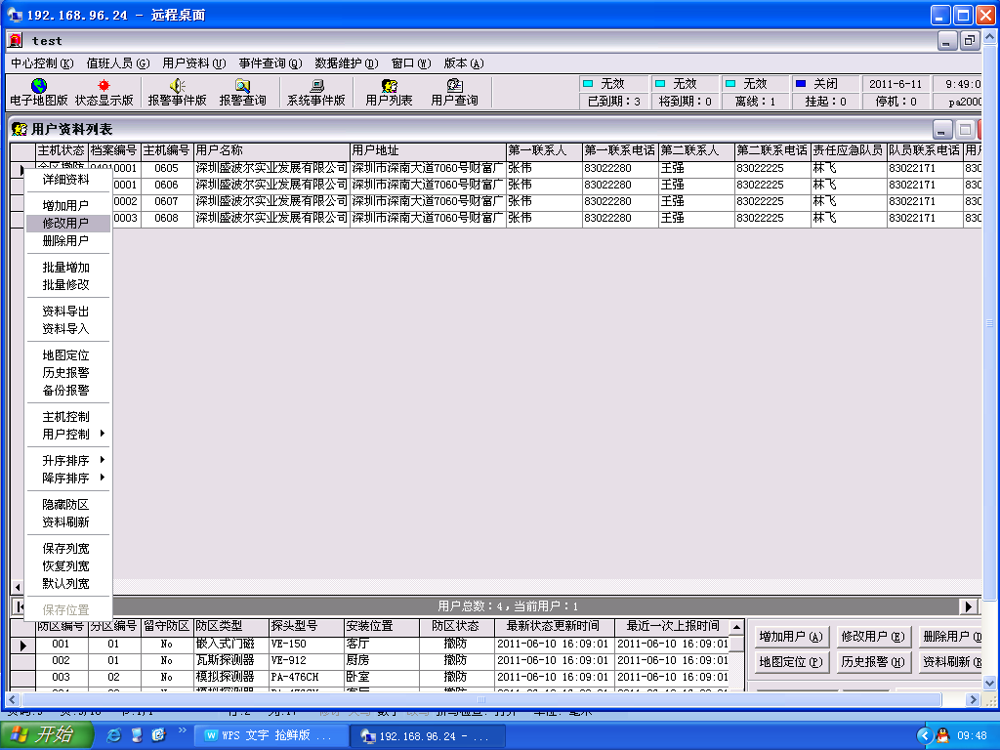 192.168.96.24 - 远程桌面
test
中心控制(K) 值班人员(G) 用户资料(U) 事件查询(Q) 数据维护(D) 窗口(W) 版本(A)
电子地图版 状态显示版 报警事件版 报警查询 系统事件版 用户列表 用户查询
无效 无效 无效 关闭 2011-6-11 9:49:0
已到期:3 将到期:0 离线:1 挂起:0 停机:0 pa200
用户资料列表
主机状态 档案编号 主机编号 用户名称 用户地址 第一联系人 第一联系电话 第二联系人 第二联系电话 责任应急队员 队员联系电话 用户
0001 0605 深圳盛波尔实业发展有限公司 深圳市深南大道7060号财富广 张伟 83022280 王强 83022225 林飞 83022171 830
0001 0606 深圳盛波尔实业发展有限公司 深圳市深南大道7060号财富广 张伟 83022280 王强 83022225 林飞 83022171 830
0002 0607 深圳盛波尔实业发展有限公司 深圳市深南大道7060号财富广 张伟 83022280 王强 83022225 林飞 83022171 830
0003 0608 深圳盛波尔实业发展有限公司 深圳市深南大道7060号财富广 张伟 83022280 王强 83022225 林飞 83022171 830
详细资料
增加用户
修改用户
删除用户
批量增加
批量修改
资料导出
资料导入
地图定位
历史报警
备份报警
主机控制
用户控制
升序排序
降序排序
隐藏防区
资料刷新
保存列宽
恢复列宽
默认列宽
保存位置
用户总数:4,当前用户:1
防区编号 分区编号 留守防区 防区类型 探头型号 安装位置 防区状态 最新状态更新时间 最近一次上报时间
001 01 No 嵌入式门磁 VE-150 客厅 撤防 2011-06-10 16:09:01 2011-06-10 16:09:01
002 01 No 瓦斯探测器 VE-912 厨房 撤防 2011-06-10 16:09:01 2011-06-10 16:09:01
003 02 No 模拟探测器 PA-476CH 卧室 撤防 2011-06-10 16:09:01 2011-06-10 16:09:01
增加用户(A) 修改用户(E) 删除用户(D
地图定位(P) 历史报警(H) 资料刷新(R
开始 WPS 文字 抢鲜版 ... 192.168.96.24 - ... 09:48